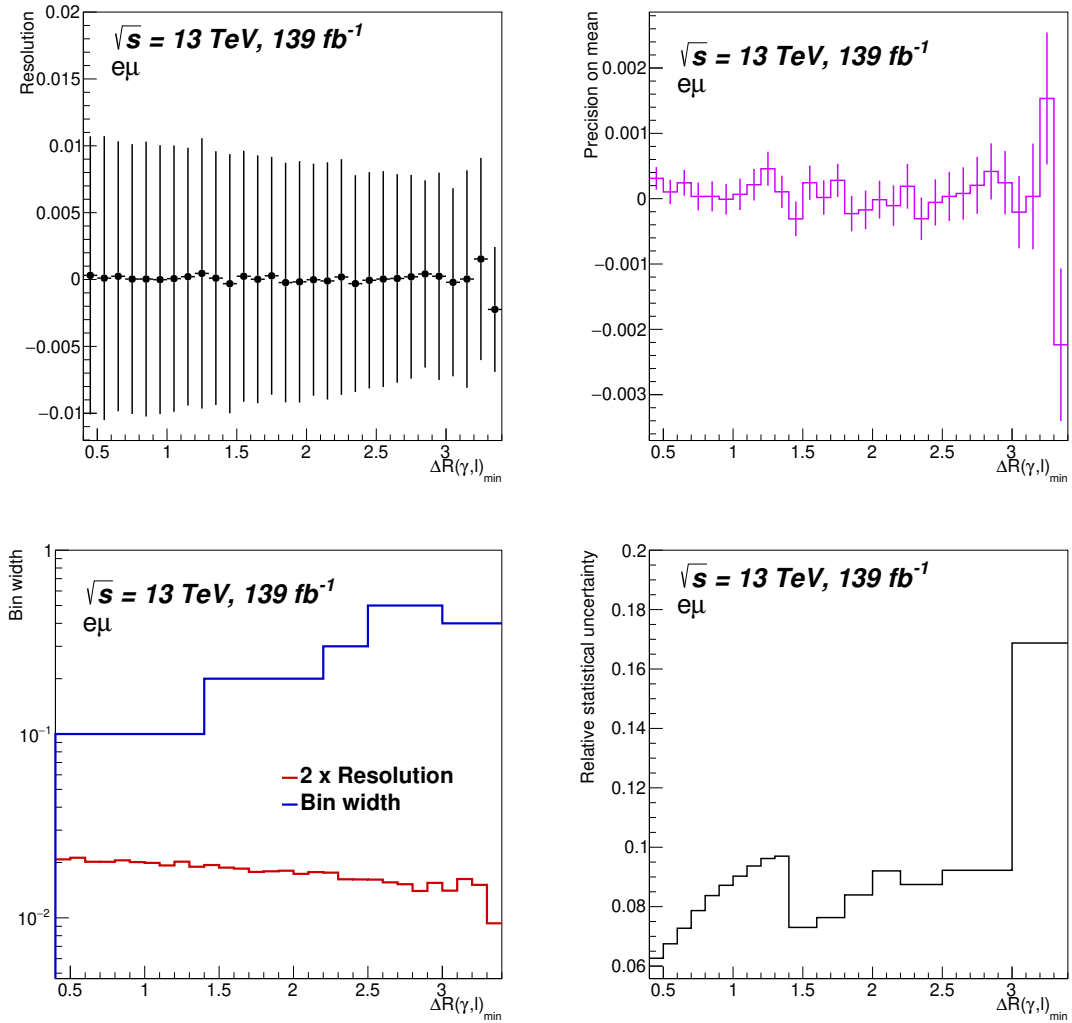 Resolution
√s = 13 TeV, 139 fb⁻¹
eμ
0.02
0.015
0.01
0.005
0
−0.005
−0.01
0.5 1 1.5 2 2.5 3
ΔR(γ,l)min
Precision on mean
√s = 13 TeV, 139 fb⁻¹
eμ
0.002
0.001
0
−0.001
−0.002
−0.003
0.5 1 1.5 2 2.5 3
ΔR(γ,l)min
Bin width
√s = 13 TeV, 139 fb⁻¹
eμ
1
10⁻¹
10⁻²
2 x Resolution
Bin width
0.5 1 1.5 2 2.5 3
ΔR(γ,l)min
Relative statistical uncertainty
√s = 13 TeV, 139 fb⁻¹
eμ
0.2
0.18
0.16
0.14
0.12
0.1
0.08
0.06
0.5 1 1.5 2 2.5 3
ΔR(γ,l)min